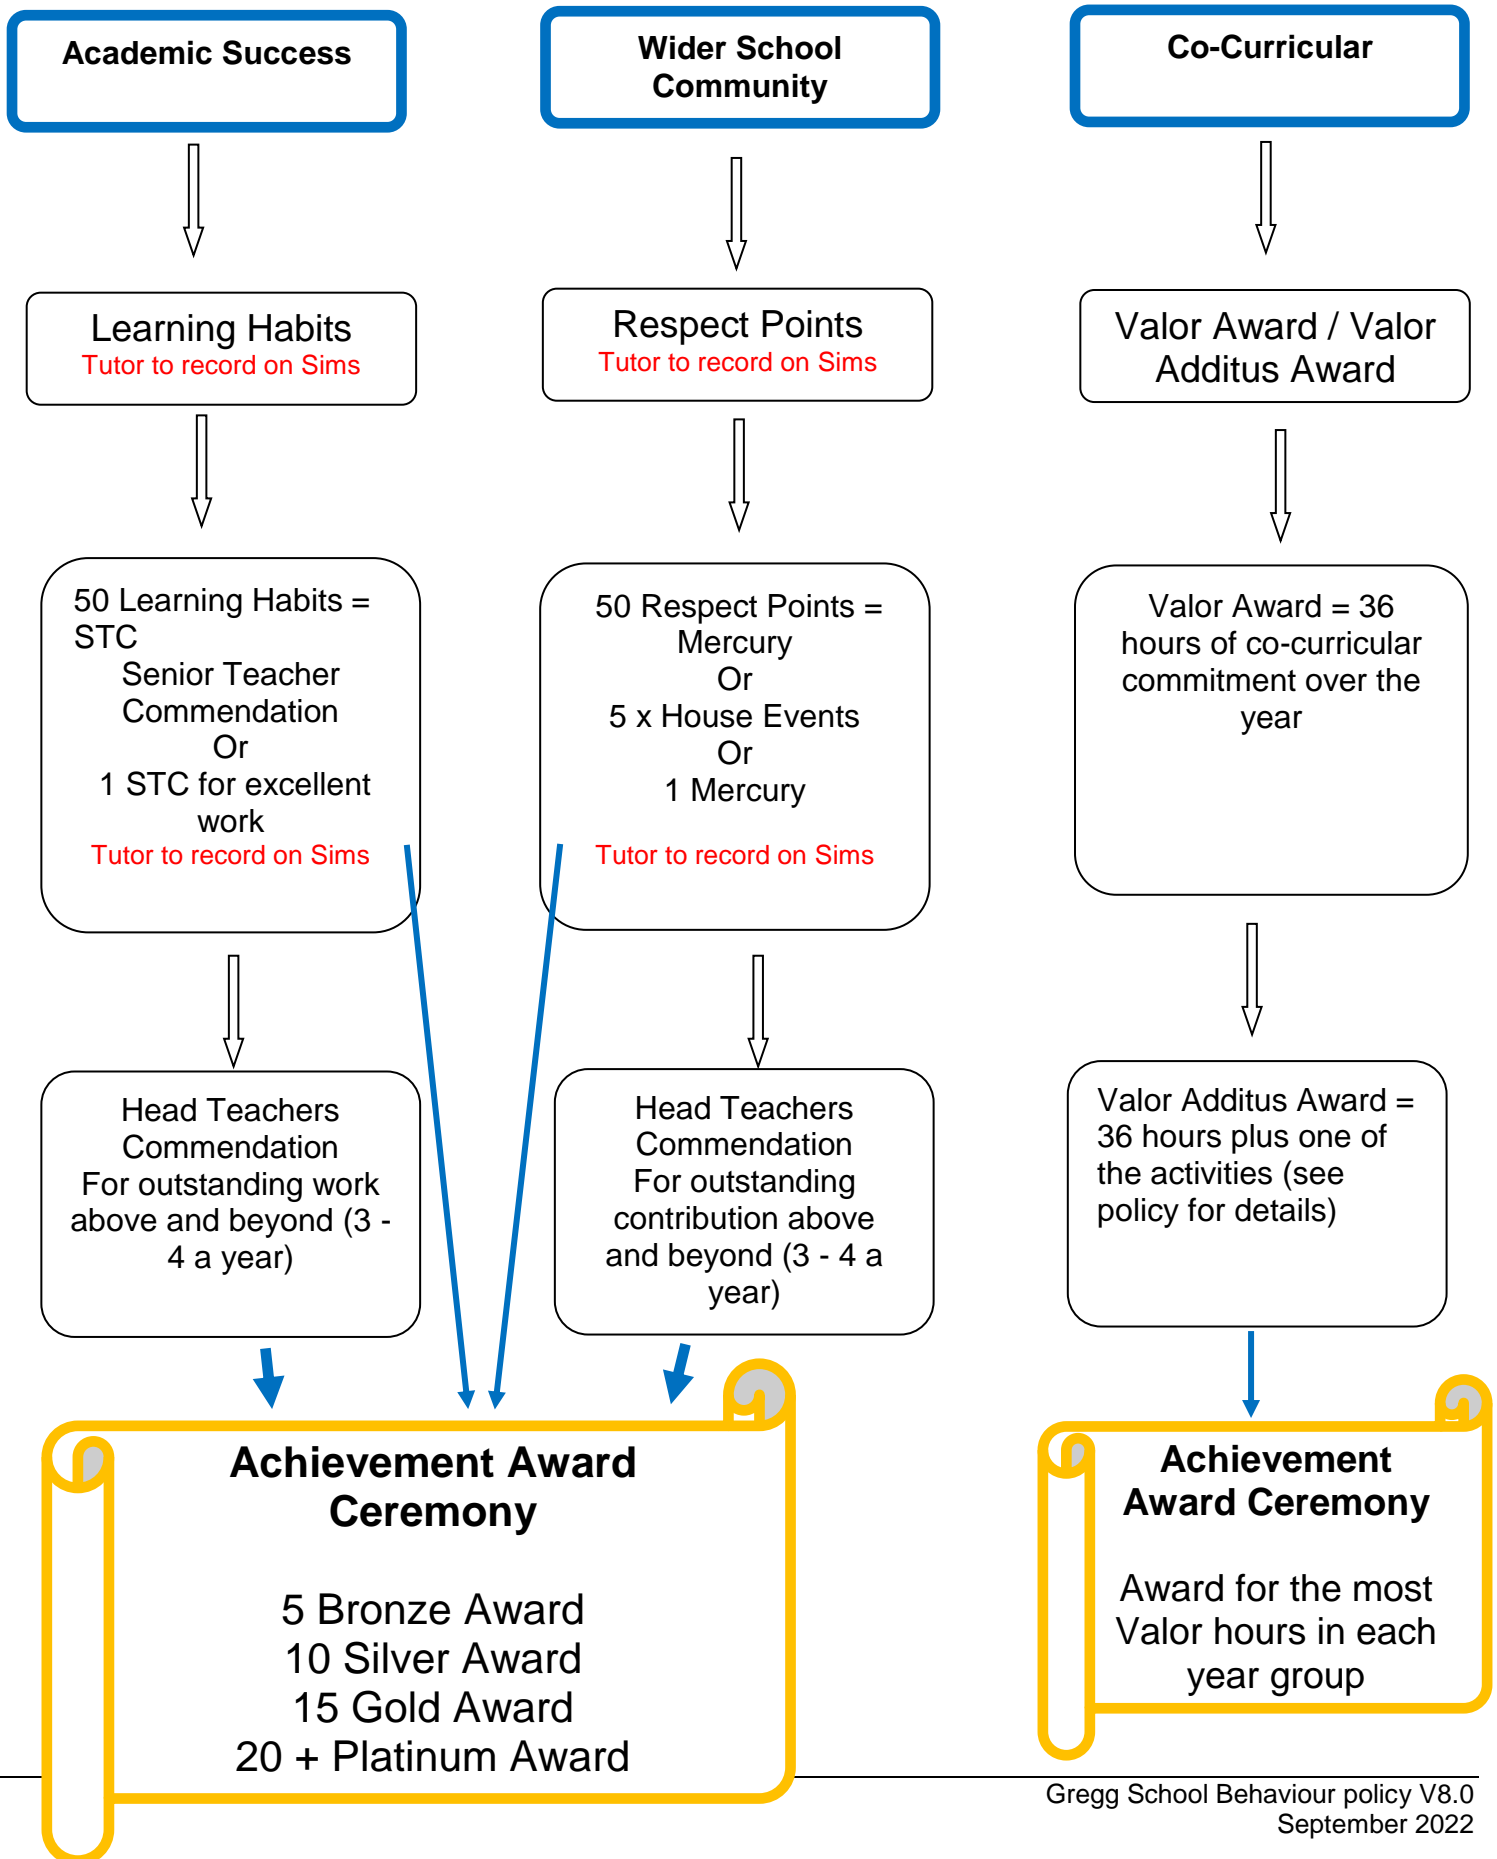 Academic Success
Wider School
Community
Co-Curricular
Learning Habits
Tutor to record on Sims
Respect Points
Tutor to record on Sims
Valor Award / Valor
Additus Award
50 Learning Habits =
STC
Senior Teacher
Commendation
Or
1 STC for excellent
work
Tutor to record on Sims
50 Respect Points =
Mercury
Or
5 x House Events
Or
1 Mercury
Tutor to record on Sims
Valor Award = 36
hours of co-curricular
commitment over the
year
Head Teachers
Commendation
For outstanding work
above and beyond (3 -
4 a year)
Head Teachers
Commendation
For outstanding
contribution above
and beyond (3 - 4 a
year)
Valor Additus Award =
36 hours plus one of
the activities (see
policy for details)
Achievement Award
Ceremony
5 Bronze Award
10 Silver Award
15 Gold Award
20 + Platinum Award
Achievement
Award Ceremony
Award for the most
Valor hours in each
year group
Gregg School Behaviour policy V8.0
September 2022